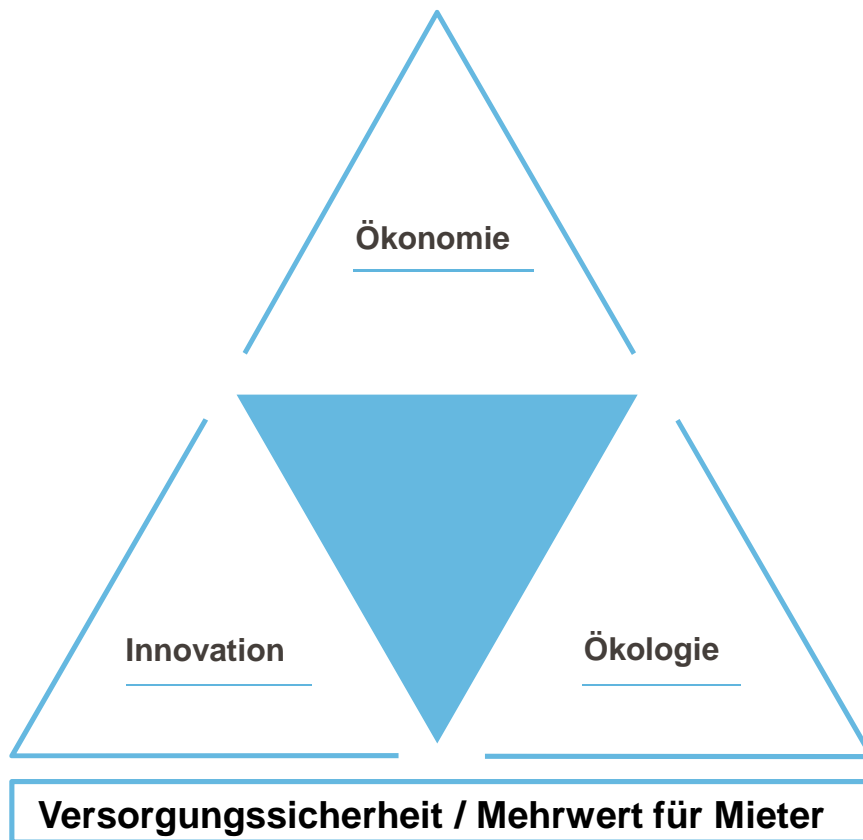 Ökonomie
Innovation
Ökologie
Versorgungssicherheit / Mehrwert für Mieter